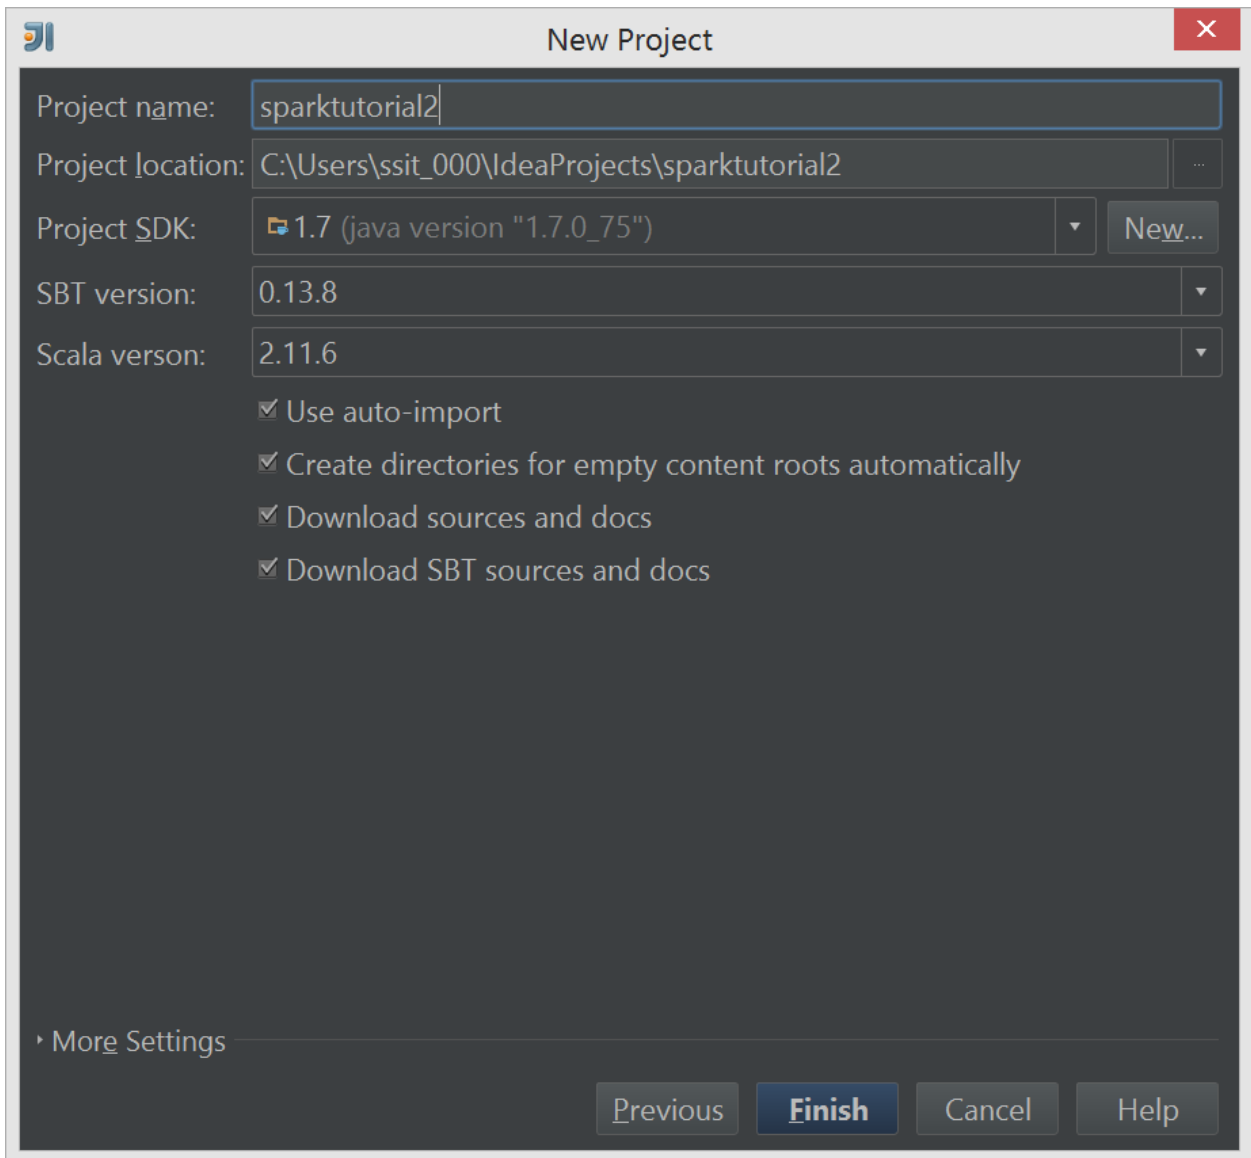 New Project
Project name: sparktutorial2
Project location: C:\Users\ssit_000\IdeaProjects\sparktutorial2 ...
Project SDK: 1.7 (java version "1.7.0_75") New...
SBT version: 0.13.8
Scala verson: 2.11.6
Use auto-import
Create directories for empty content roots automatically
Download sources and docs
Download SBT sources and docs
More Settings
Previous Finish Cancel Help